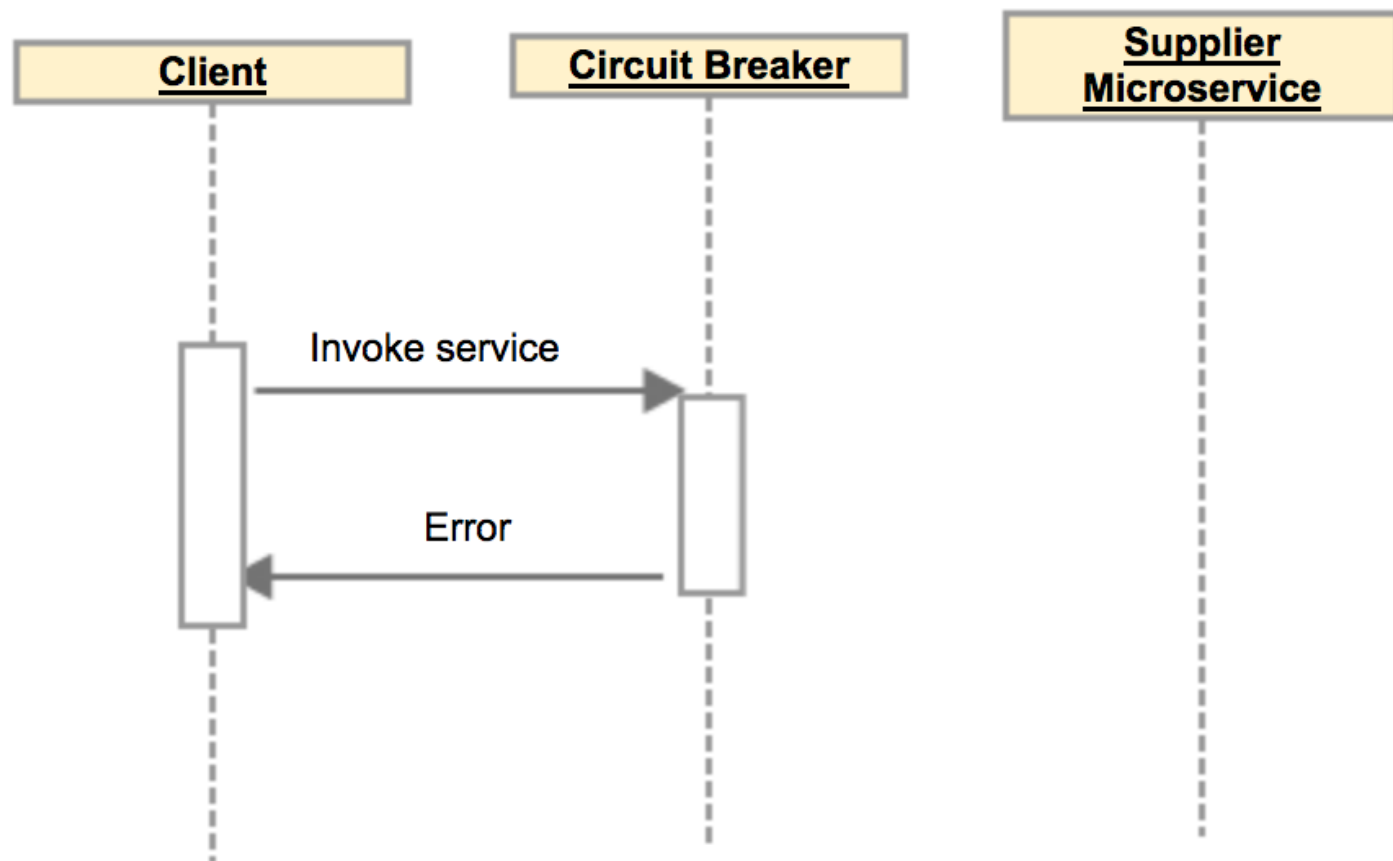 Client
Circuit Breaker
Supplier
Microservice
Invoke service
Error